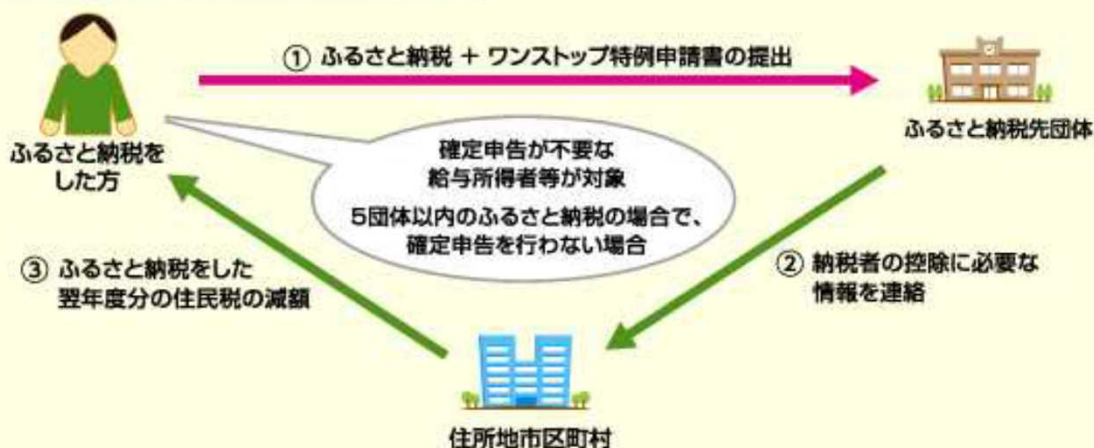 ① ふるさと納税 + ワンストップ特例申請書の提出
ふるさと納税を
した方
ふるさと納税先団体
確定申告が不要な
給与所得者等が対象
5団体以内のふるさと納税の場合で、
確定申告を行わない場合
② 納税者の控除に必要な
情報を連絡
③ ふるさと納税をした
翌年度分の住民税の減額
住所地市区町村